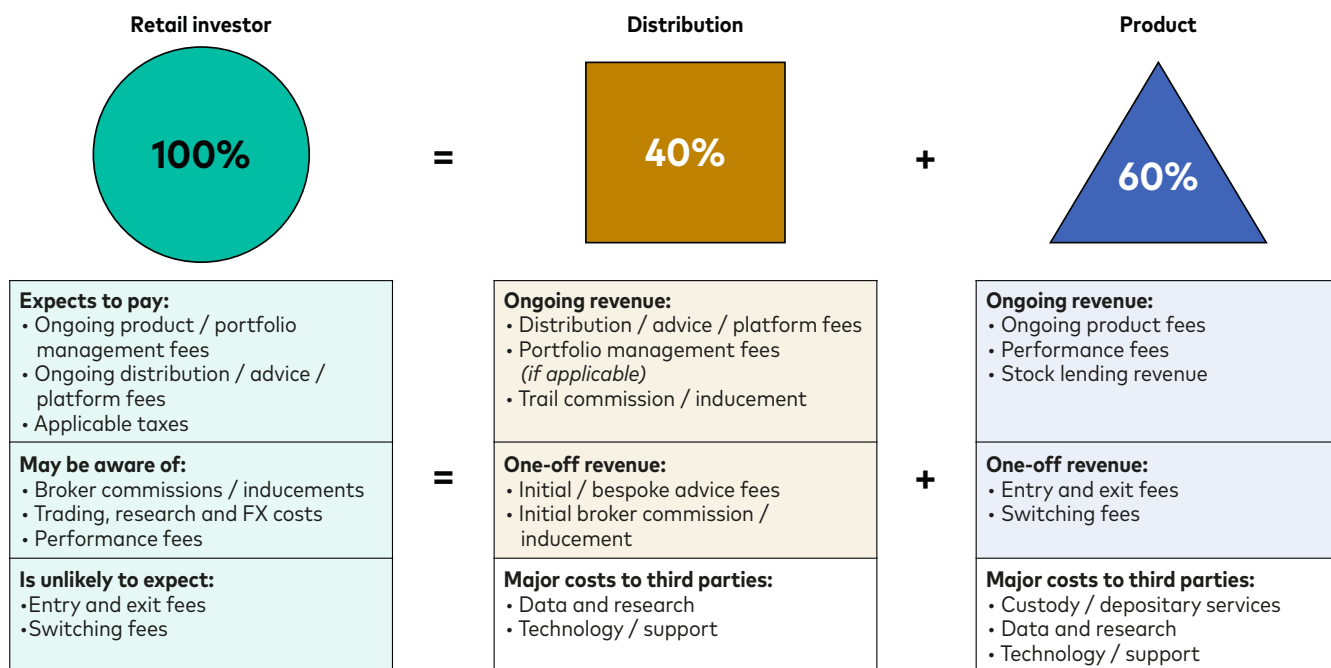 Retail investor
Distribution
Product
100%
=
40%
+
60%
Expects to pay:
• Ongoing product / portfolio
management fees
• Ongoing distribution / advice /
platform fees
• Applicable taxes
Ongoing revenue:
• Distribution / advice / platform fees
• Portfolio management fees
(if applicable)
• Trail commission / inducement
Ongoing revenue:
• Ongoing product fees
• Performance fees
• Stock lending revenue
May be aware of:
• Broker commissions / inducements
• Trading, research and FX costs
• Performance fees
=
One-off revenue:
• Initial / bespoke advice fees
• Initial broker commission /
inducement
+
One-off revenue:
• Entry and exit fees
• Switching fees
Is unlikely to expect:
•Entry and exit fees
•Switching fees
Major costs to third parties:
• Data and research
• Technology / support
Major costs to third parties:
• Custody / depositary services
• Data and research
• Technology / support